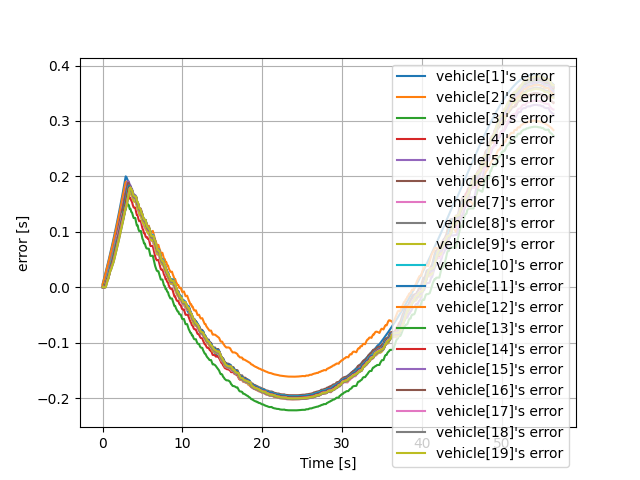 0.4
0.3
0.2
0.1
0.0
−0.1
−0.2
error [s]
vehicle[1]'s error
vehicle[2]'s error
vehicle[3]'s error
vehicle[4]'s error
vehicle[5]'s error
vehicle[6]'s error
vehicle[7]'s error
vehicle[8]'s error
vehicle[9]'s error
vehicle[10]'s error
vehicle[11]'s error
vehicle[12]'s error
vehicle[13]'s error
vehicle[14]'s error
vehicle[15]'s error
vehicle[16]'s error
vehicle[17]'s error
vehicle[18]'s error
vehicle[19]'s error
0 10 20 30 40 50
Time [s]